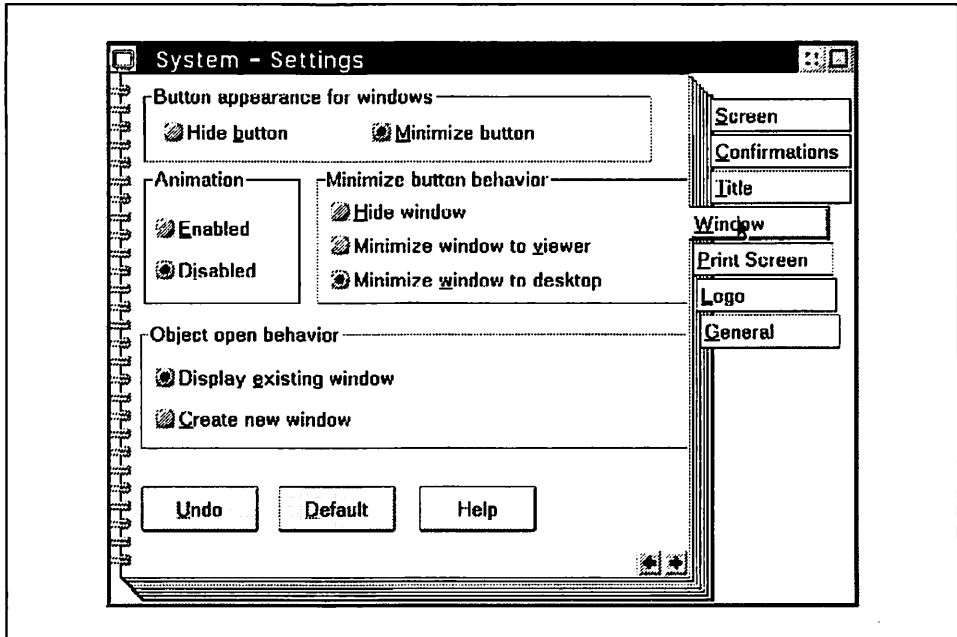 System - Settings
Button appearance for windows
Hide button
Minimize button
Animation
Enabled
Disabled
Minimize button behavior
Hide window
Minimize window to viewer
Minimize window to desktop
Object open behavior
Display existing window
Create new window
Undo
Default
Help
Screen
Confirmations
Title
Window
Print Screen
Logo
General